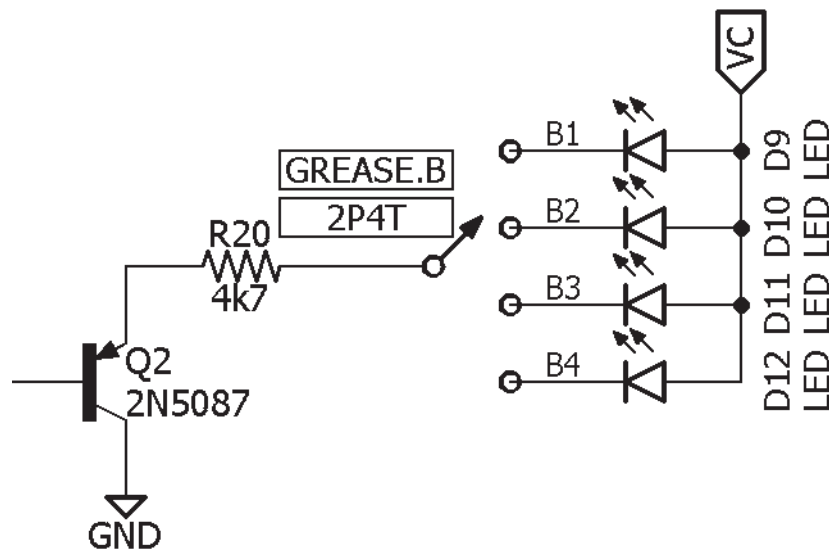 VC
B1
D9
LED
GREASE.B
2P4T
B2
D10
LED
R20
4k7
B3
D11
LED
Q2
2N5087
B4
D12
LED
GND